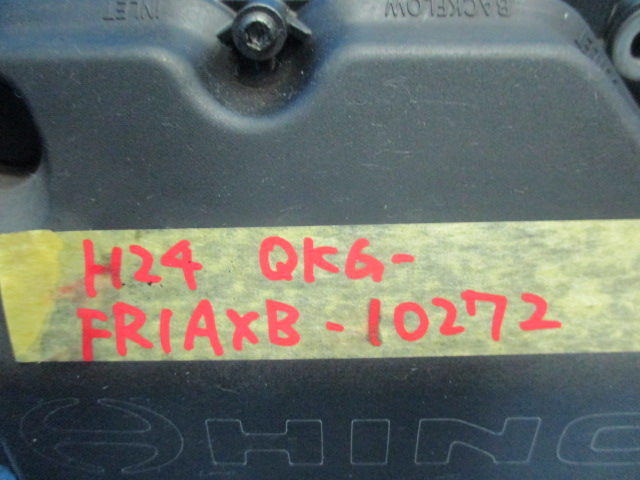 INLET
BACKFLOW
H24 QKG-
FR1AXB-10272
HINO